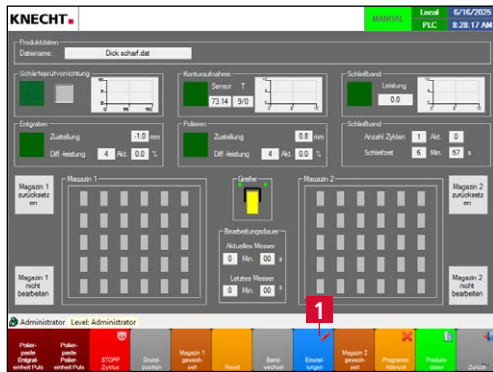 KNECHT
MANUAL
Local
6/16/2025
PLC
8:28:17 AM
Produktdaten
Dateiname:
Dick scharf.dat
Schärfeprüfvorrichtung
Konturaufnahme
Sensor T
73.14 9/0
Schleifband
Leistung
0.0
Entgraten
Zustellung -1.0 mm
Diff.-leistung 4 Akt. 0.0 %
Polieren
Zustellung 0.8 mm
Diff.-leistung 4 Akt. 0.0 %
Schleifband
Anzahl Zyklen 1 Akt. 0
Schleifzeit 6 Min. 57 s
Magazin 1
zurücksetz
en
Magazin 1
Greifer
Magazin 2
Magazin 2
zurücksetz
en
Bearbeitungsdauer
Aktuelles Messer
0 Min. 00 s
Letztes Messer
0 Min. 00 s
Magazin 1
nicht
bearbeiten
Magazin 2
nicht
bearbeiten
1
Administrator Level: Administrator
Polier-
paste
Entgrat-
einheit Puls
Polier-
paste
Polier-
einheit Puls
STOPP
Zyklus
Grund-
position
Magazin 1
gewech-
selt
Reset
Band-
wechsel
Einstel-
lungen
Magazin 2
gewech-
selt
Programm
Abbruch
Produkt-
daten
Zurück